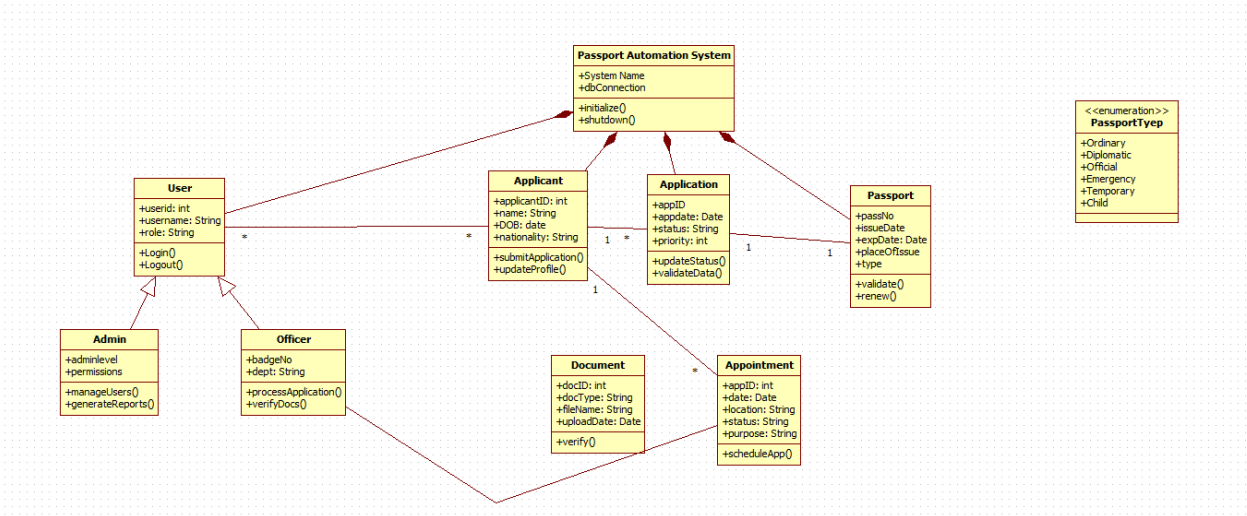 Passport Automation System
+System Name
+dbConnection
+initialize()
+shutdown()
<<enumeration>>
PassportTyep
+Ordinary
+Diplomatic
+Official
+Emergency
+Temporary
+Child
User
+userid: int
+username: String
+role: String
+Login()
+Logout()
*
*
Applicant
+applicantID: int
+name: String
+DOB: date
+nationality: String
+submitApplication()
+updateProfile()
1
*
1
Application
+appID
+appdate: Date
+status: String
+priority: int
+updateStatus()
+validateData()
1
1
Passport
+passNo
+issueDate
+expDate: Date
+placeOfIssue
+type
+validate()
+renew()
Admin
+adminlevel
+permissions
+manageUsers()
+generateReports()
Officer
+badgeNo
+dept: String
+processApplication()
+verifyDocs()
Document
+docID: int
+docType: String
+fileName: String
+uploadDate: Date
+verify()
*
Appointment
+appID: int
+date: Date
+location: String
+status: String
+purpose: String
+scheduleApp()